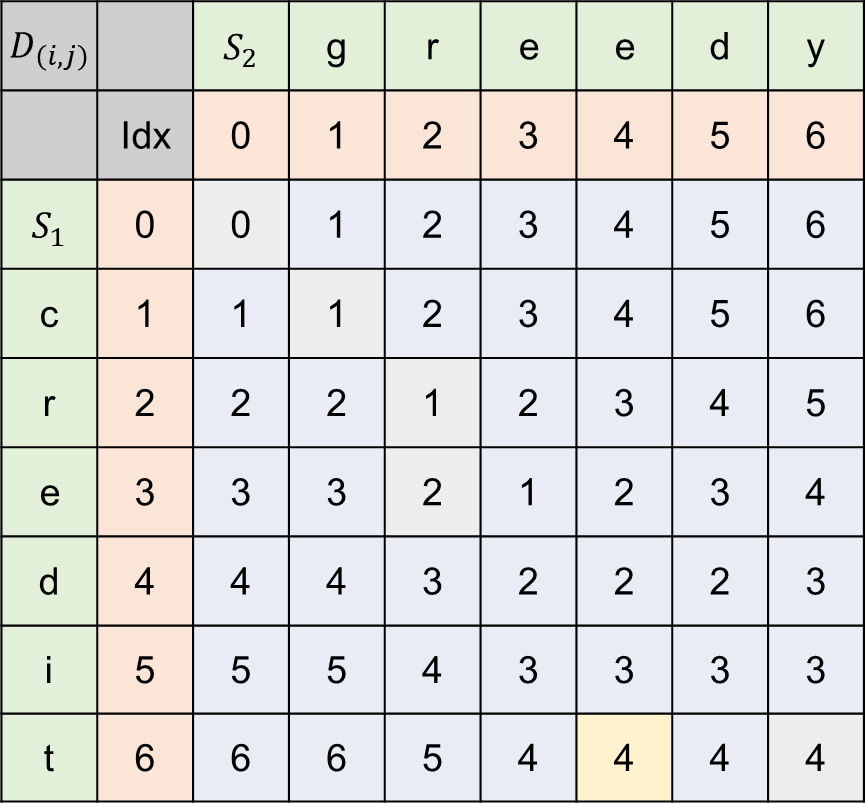 D(i,j) S2 g r e e d y
Idx 0 1 2 3 4 5 6
S1 0 0 1 2 3 4 5 6
c 1 1 1 2 3 4 5 6
r 2 2 2 1 2 3 4 5
e 3 3 3 2 1 2 3 4
d 4 4 4 3 2 2 2 3
i 5 5 5 4 3 3 3 3
t 6 6 6 5 4 4 4 4